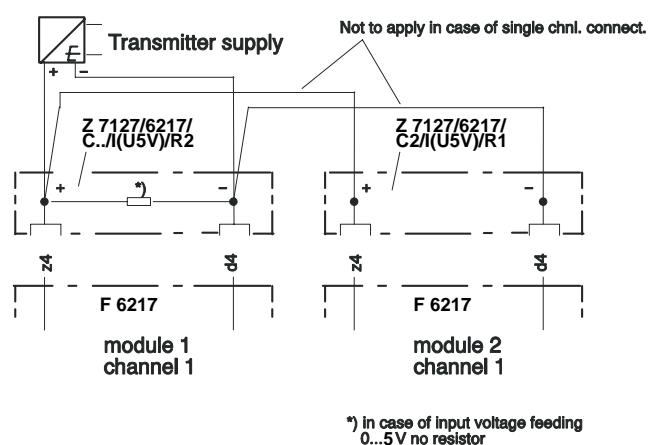 Not to apply in case of single chnl. connect.
Transmitter supply
+ −
+ −
Z 7127/6217/
C../I(U5V)/R2
Z 7127/6217/
C2/I(U5V)/R1
+ *) −
+ −
z4 d4
z4 d4
F 6217
F 6217
module 1
channel 1
module 2
channel 1
*) in case of input voltage feeding
0...5 V no resistor